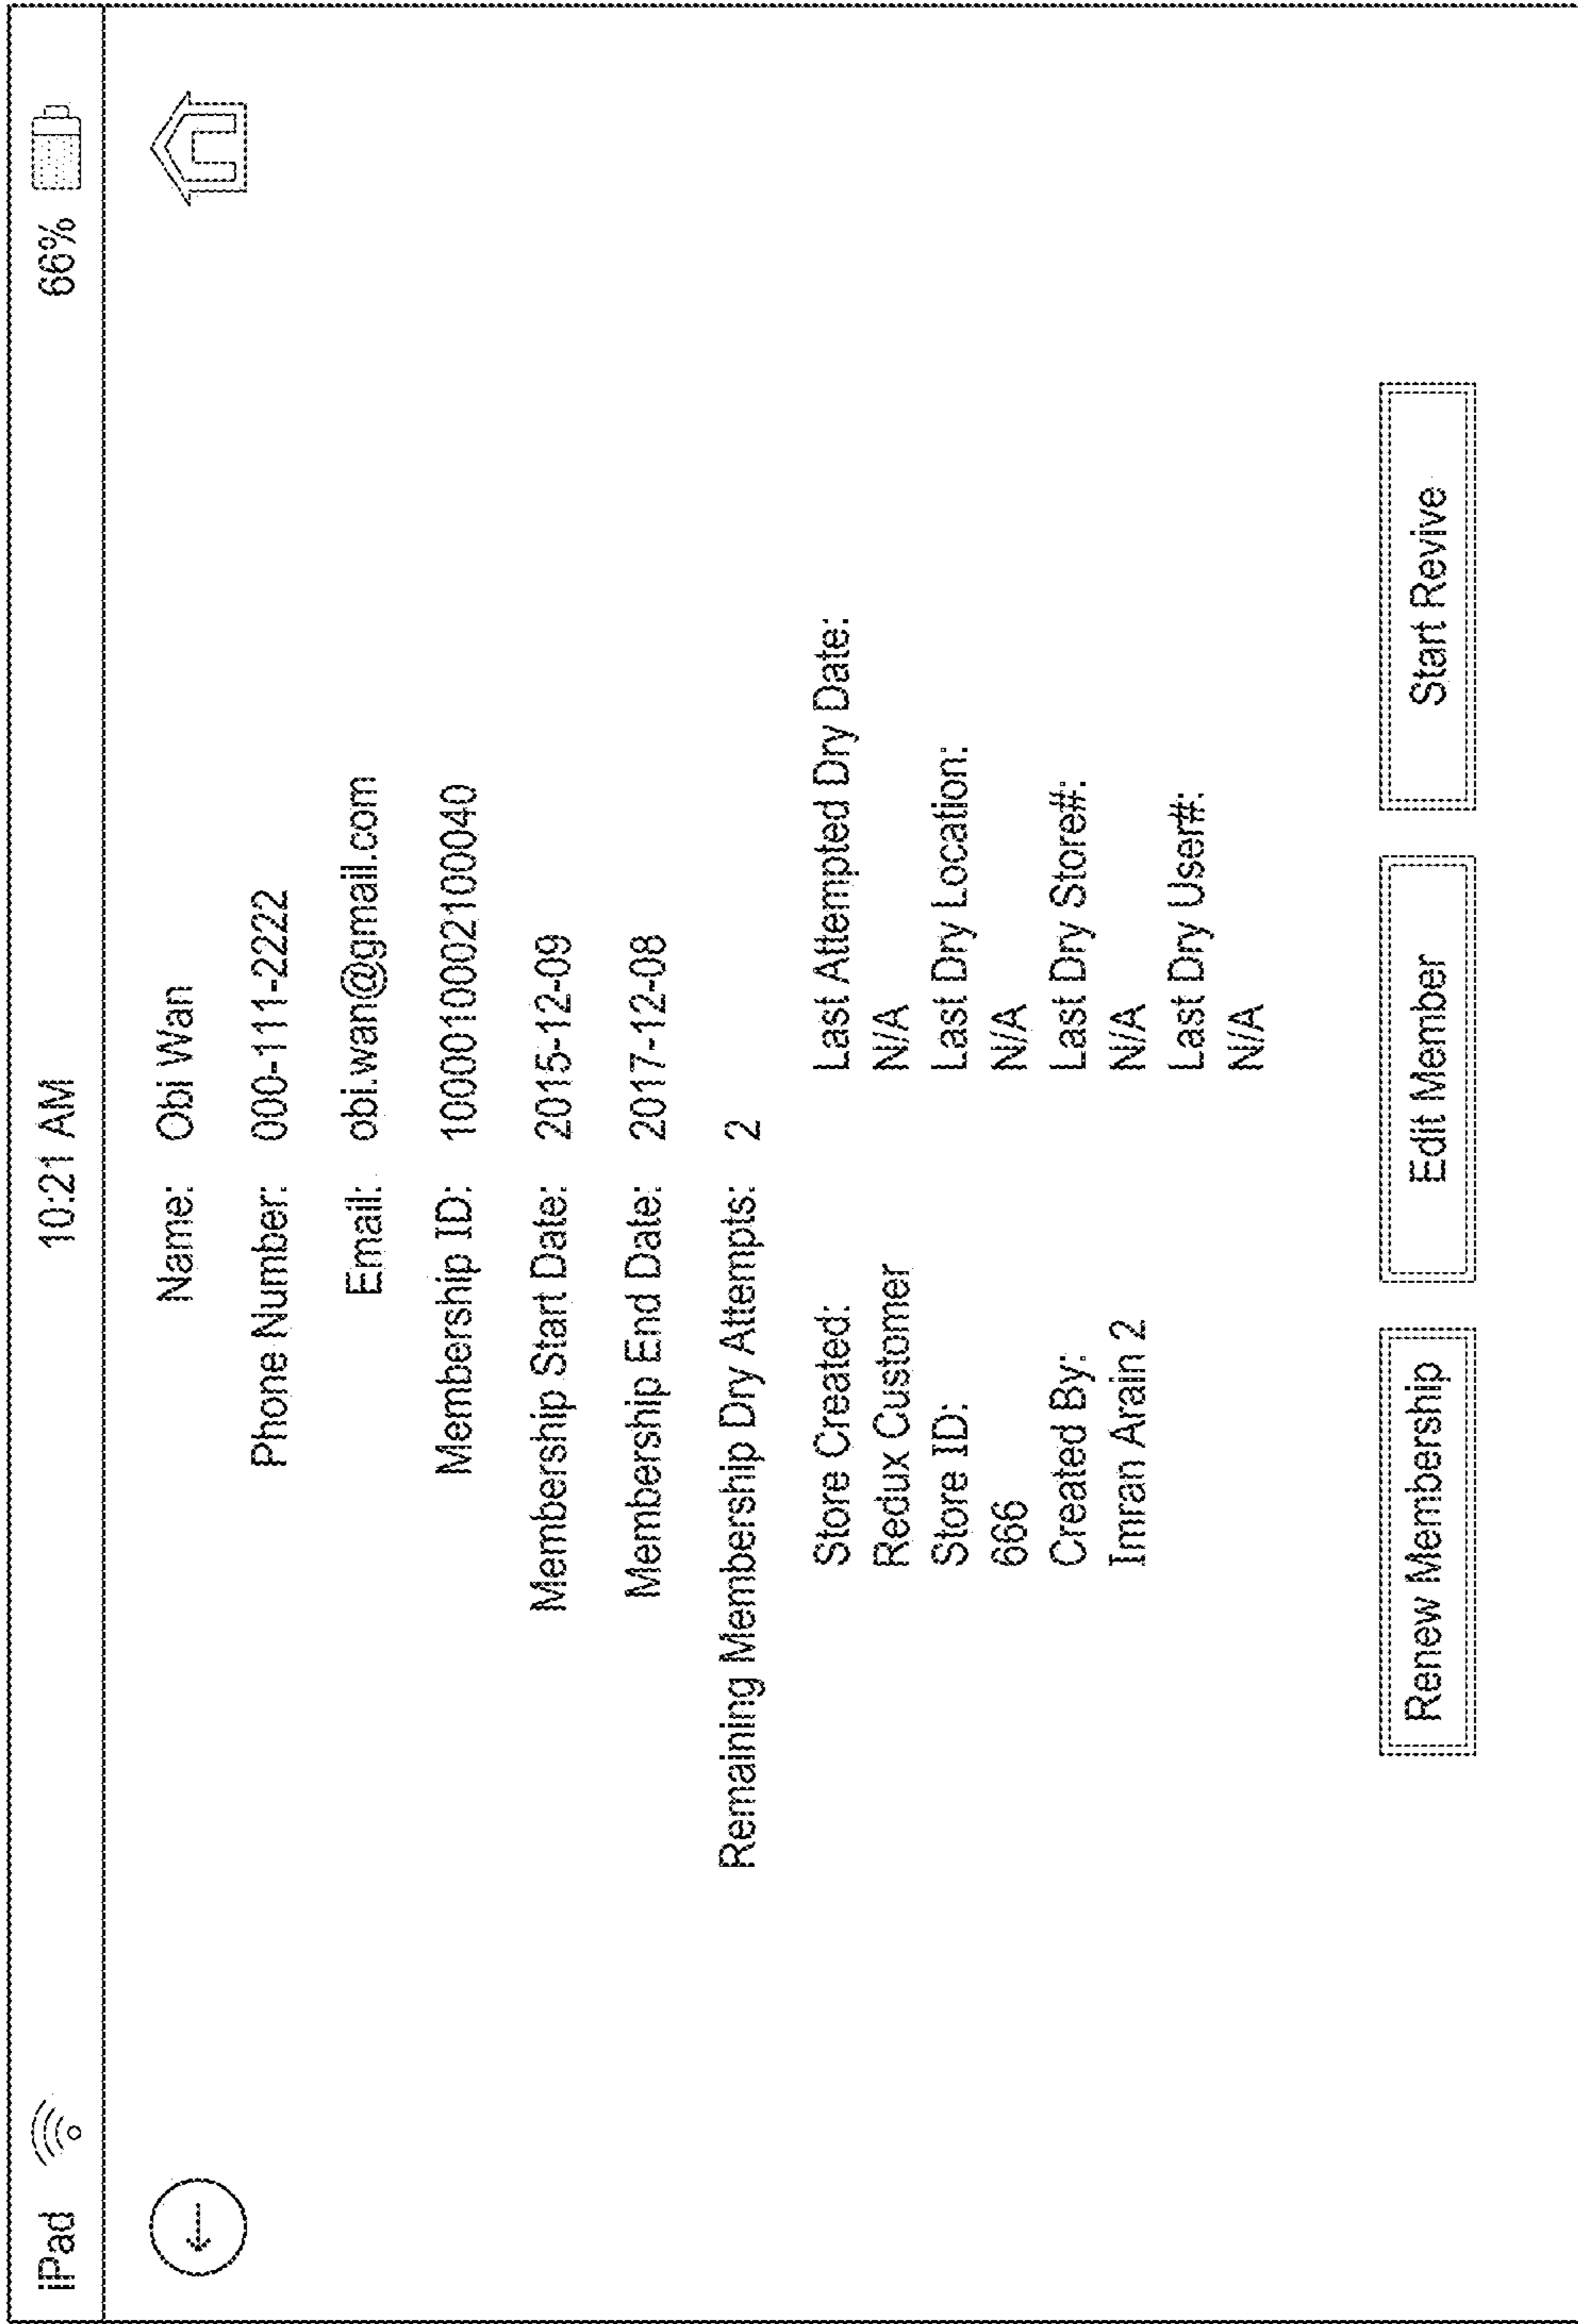 iPad 10:21 AM 66%
Name: Obi Wan
Phone Number: 000-111-2222
Email: obi.wan@gmail.com
Membership ID: 1000010002100040
Membership Start Date: 2015-12-09
Membership End Date: 2017-12-08
Remaining Membership Dry Attempts: 2
Store Created:
Redux Customer
Store ID:
666
Created By:
Imran Arain 2
Last Attempted Dry Date:
N/A
Last Dry Location:
N/A
Last Dry Store#:
N/A
Last Dry User#:
N/A
Renew Membership
Edit Member
Start Revive